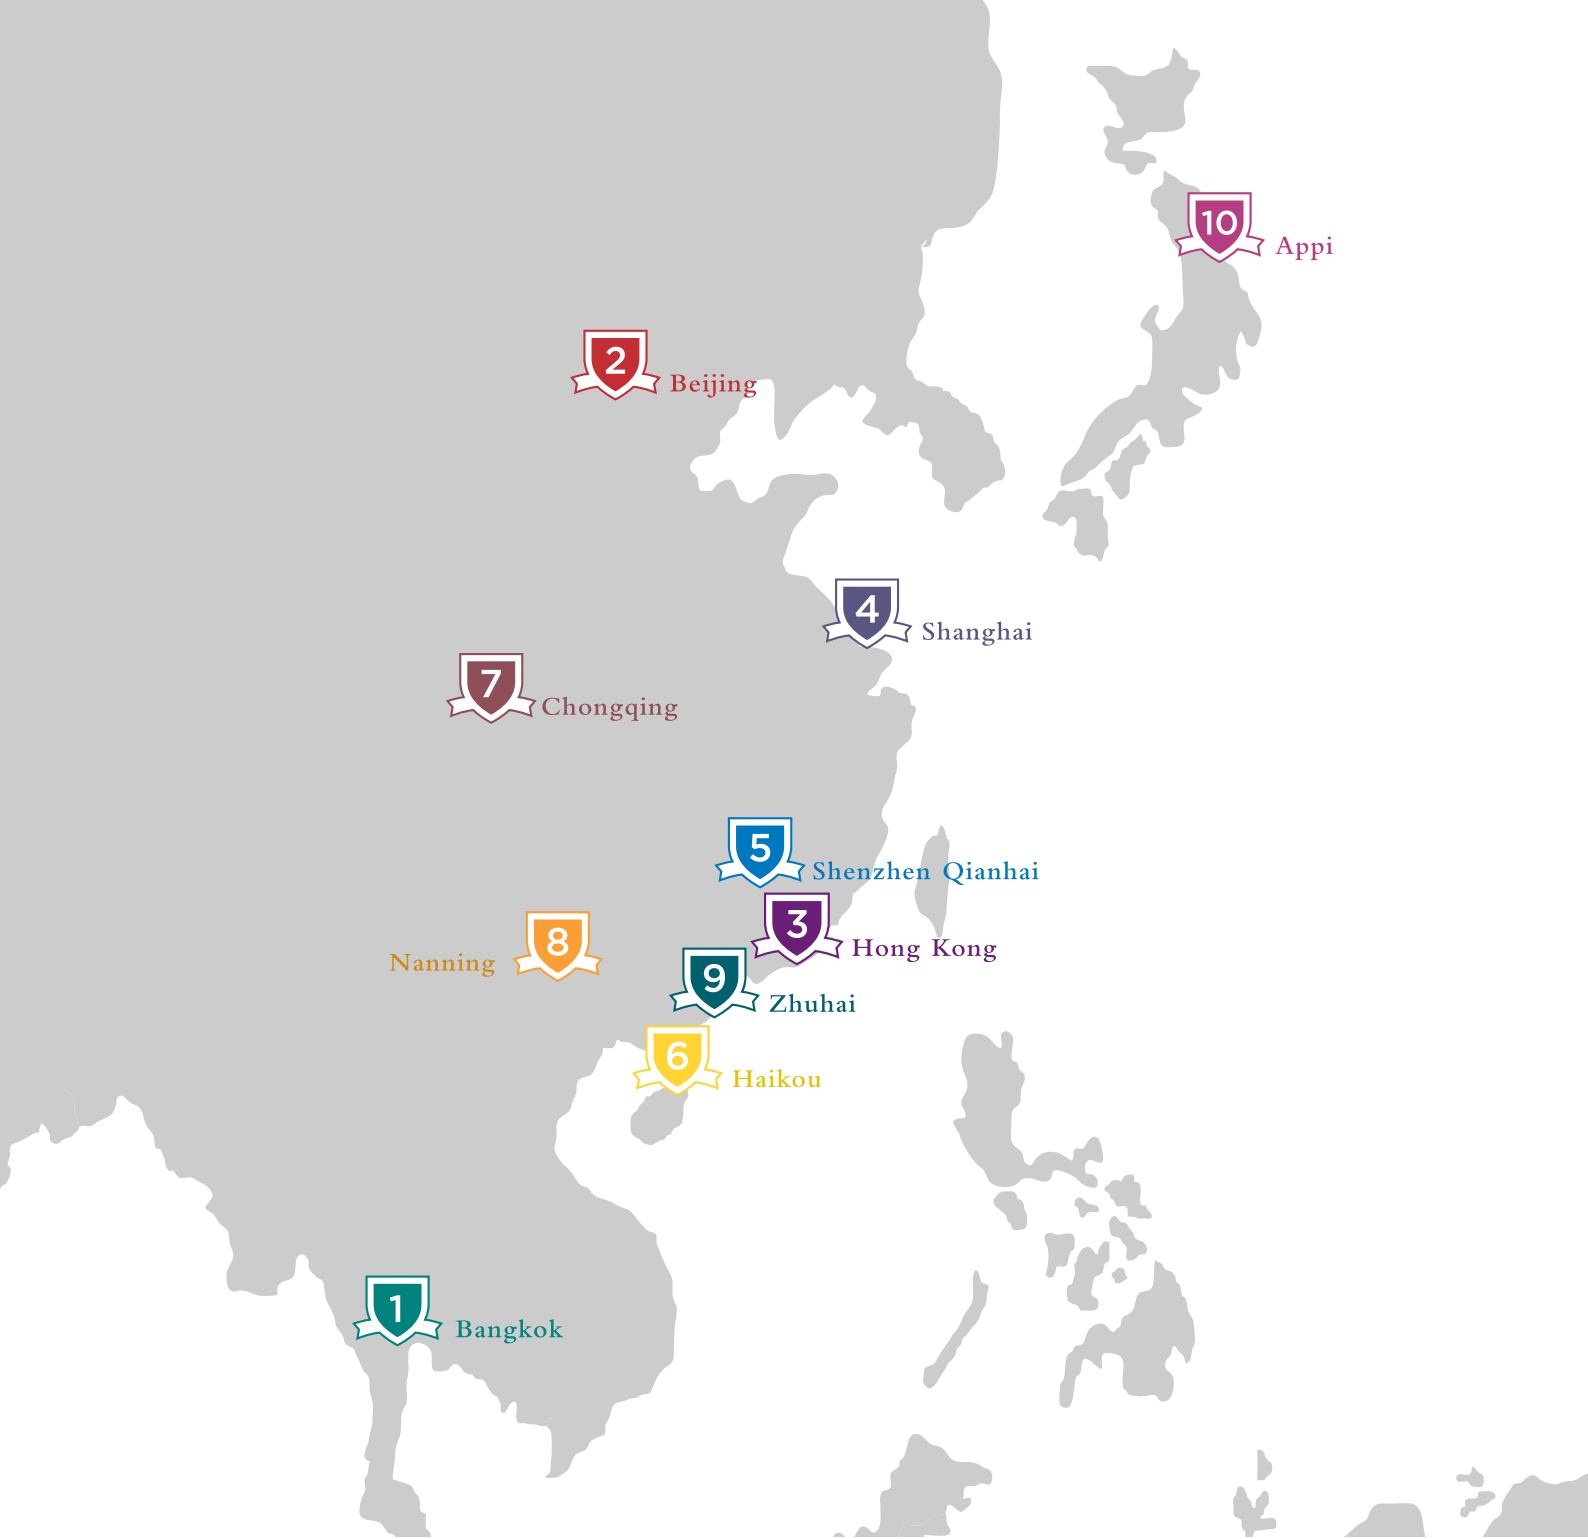 10
Appi
2
Beijing
4
Shanghai
7
Chongqing
5
Shenzhen Qianhai
3
Hong Kong
8
Nanning
9
Zhuhai
6
Haikou
1
Bangkok